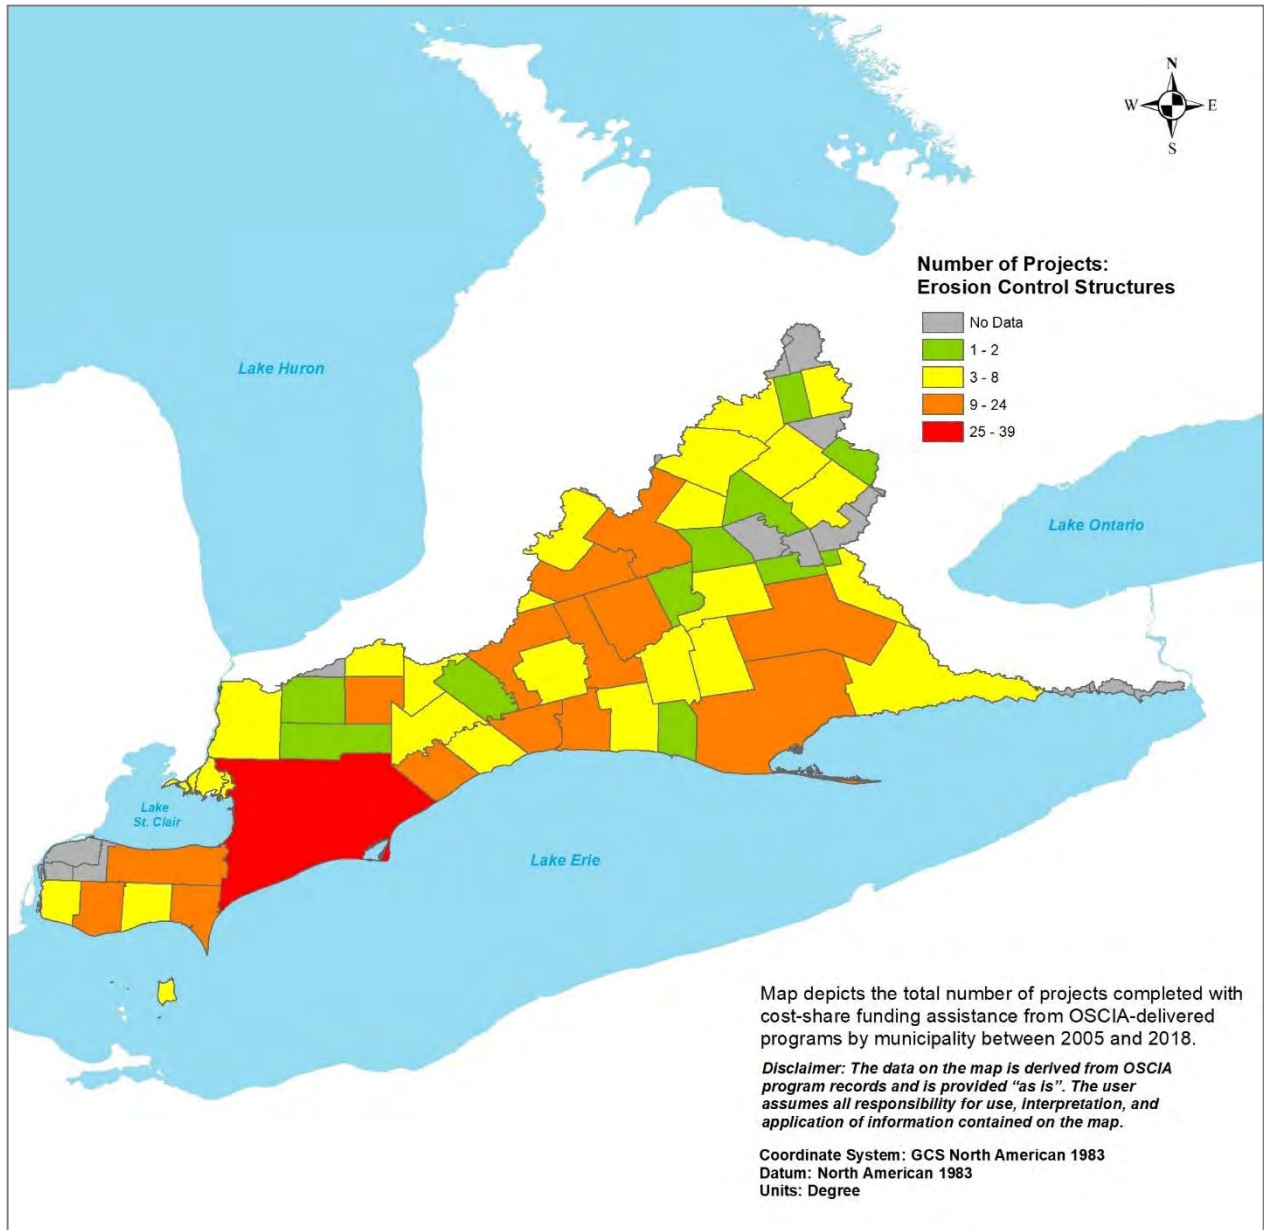 N
W E
S
Number of Projects:
Erosion Control Structures
No Data
1 - 2
3 - 8
9 - 24
25 - 39
Lake Huron
Lake Ontario
Lake
St. Clair
Lake Erie
Map depicts the total number of projects completed with
cost-share funding assistance from OSCIA-delivered
programs by municipality between 2005 and 2018.
Disclaimer: The data on the map is derived from OSCIA
program records and is provided “as is”. The user
assumes all responsibility for use, interpretation, and
application of information contained on the map.
Coordinate System: GCS North American 1983
Datum: North American 1983
Units: Degree